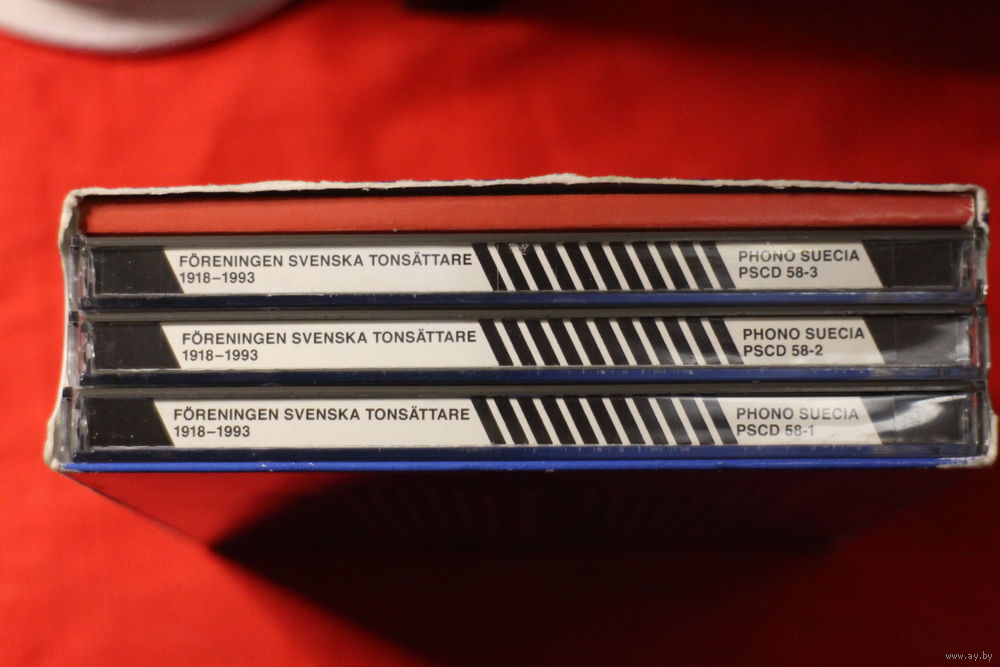 FÖRENINGEN SVENSKA TONSÄTTARE
1918–1993
PHONO SUECIA
PSCD 58-3
FÖRENINGEN SVENSKA TONSÄTTARE
1918–1993
PHONO SUECIA
PSCD 58-2
FÖRENINGEN SVENSKA TONSÄTTARE
1918–1993
PHONO SUECIA
PSCD 58-1
www.ay.by